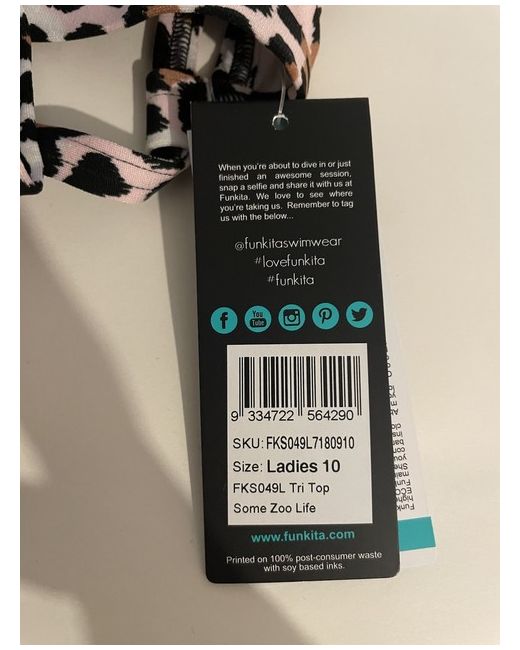 When you're about to dive in or just
finished an awesome session,
snap a selfie and share it with us at
Funkita. We love to see where
you're taking us. Remember to tag
us with the below...
@funkitaswimwear
#lovefunkita
#funkita
You
Tube
9 334722 564290
SKU: FKS049L7180910
Size: Ladies 10
FKS049L Tri Top
Some Zoo Life
www.funkita.com
Printed on 100% post-consumer waste
with soy based inks.